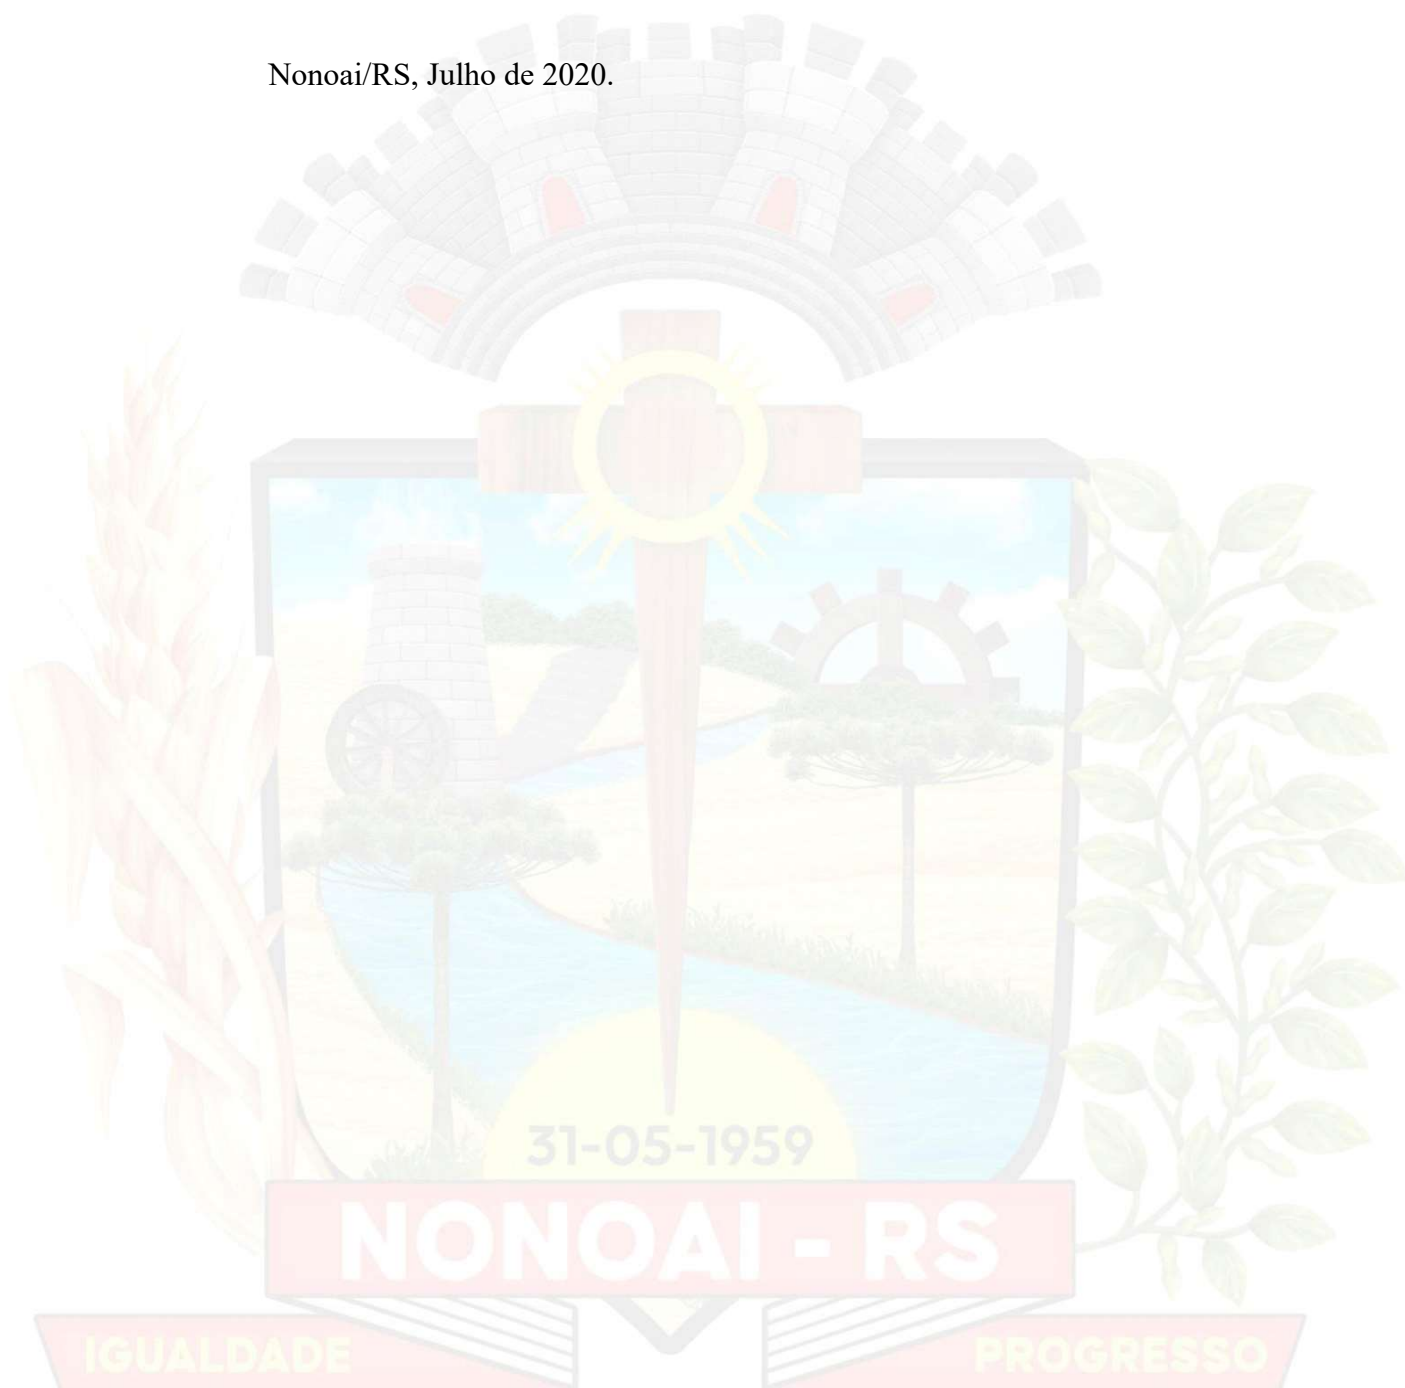 Nonoai/RS, Julho de 2020.
31-05-1959
NONOAI - RS
IGUALDADE
PROGRESSO